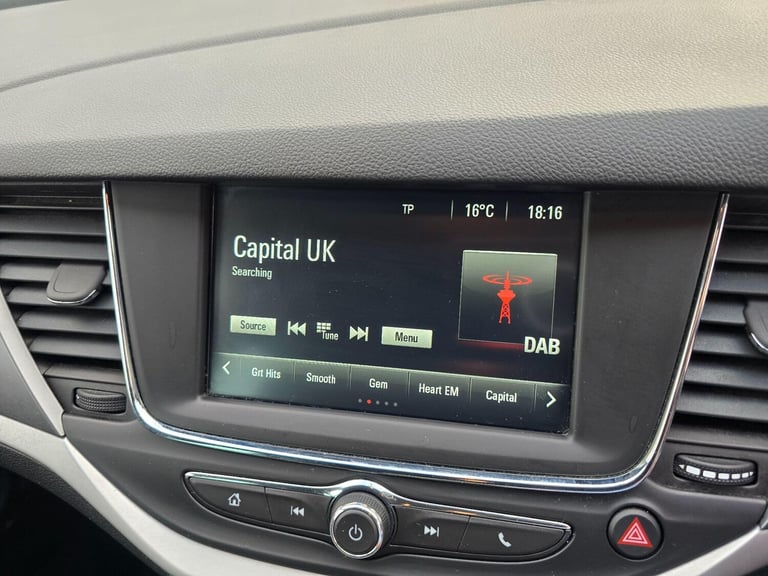 TP 16°C 18:16
Capital UK
Searching
Source Tune Menu
DAB
Grt Hits Smooth Gem Heart EM Capital